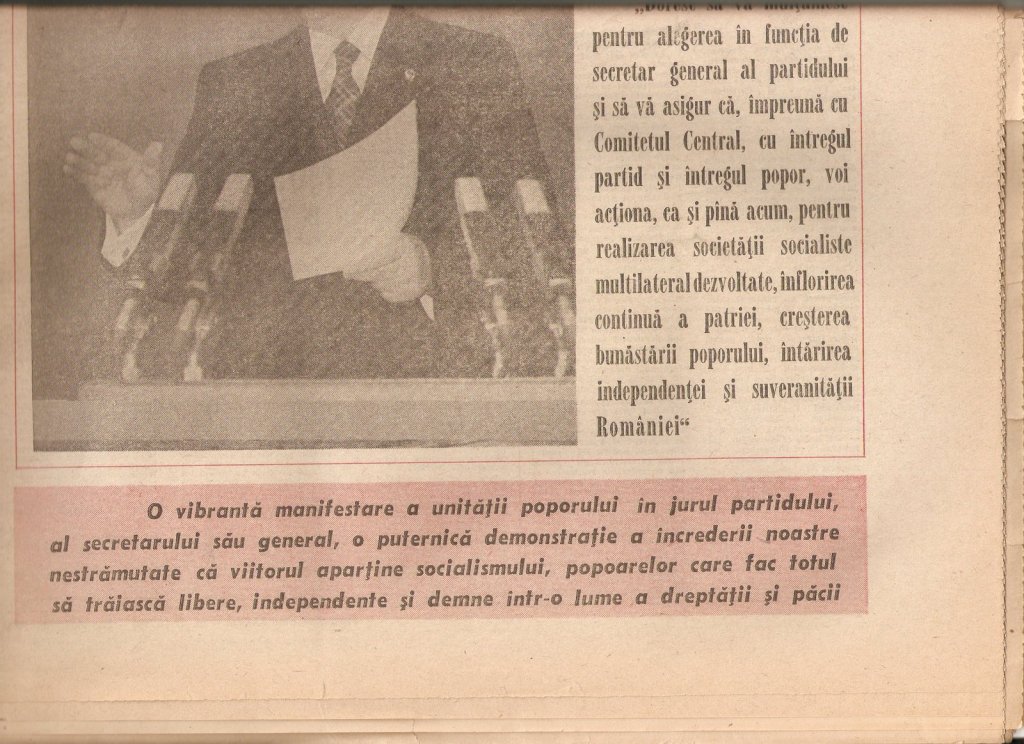 „Doresc să vă mulţumesc
pentru alegerea în funcţia de
secretar general al partidului
şi să vă asigur că, împreună cu
Comitetul Central, cu întregul
partid şi întregul popor, voi
acţiona, ca şi pînă acum, pentru
realizarea societăţii socialiste
multilateral dezvoltate, înflorirea
continuă a patriei, creşterea
bunăstării poporului, întărirea
independenţei şi suveranităţii
României“
O vibrantă manifestare a unităţii poporului în jurul partidului,
al secretarului său general, o puternică demonstraţie a încrederii noastre
nestrămutate că viitorul aparţine socialismului, popoarelor care fac totul
să trăiască libere, independente şi demne într-o lume a dreptăţii şi păcii